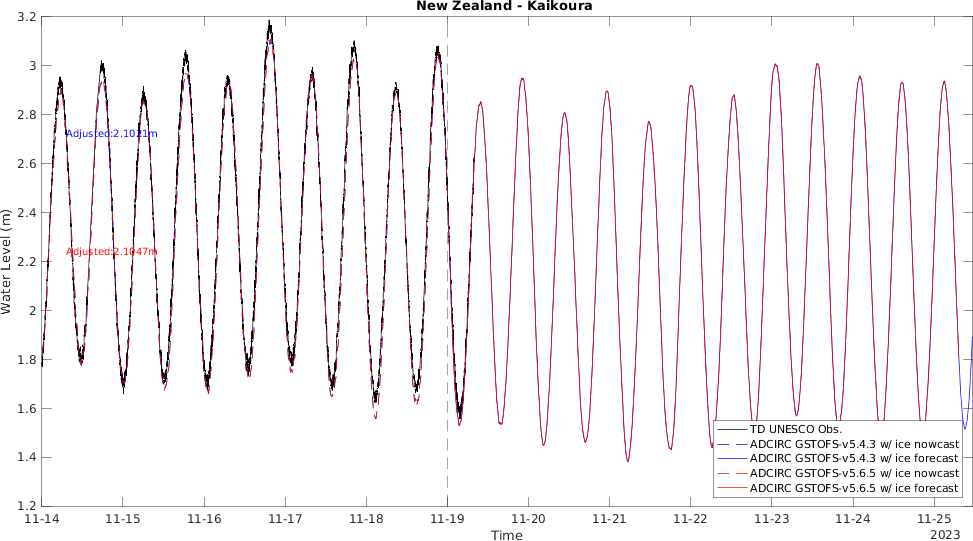 New Zealand - Kaikoura
3.2
3
2.8
2.6
2.4
2.2
2
1.8
1.6
1.4
1.2
Water Level (m)
Adjusted:2.1021m
Adjusted:2.1047m
TD UNESCO Obs.
ADCIRC GSTOFS-v5.4.3 w/ ice nowcast
ADCIRC GSTOFS-v5.4.3 w/ ice forecast
ADCIRC GSTOFS-v5.6.5 w/ ice nowcast
ADCIRC GSTOFS-v5.6.5 w/ ice forecast
11-14 11-15 11-16 11-17 11-18 11-19 11-20 11-21 11-22 11-23 11-24 11-25
Time
2023